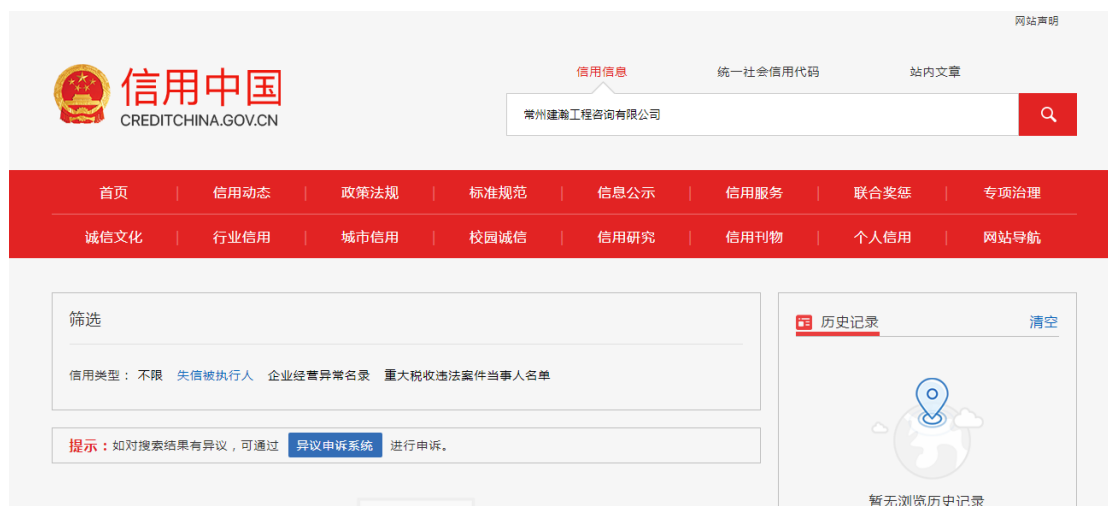 网站声明
信用中国
CREDITCHINA.GOV.CN
信用信息 统一社会信用代码 站内文章
常州建瀚工程咨询有限公司
首页 信用动态 政策法规 标准规范 信息公示 信用服务 联合奖惩 专项治理
诚信文化 行业信用 城市信用 校园诚信 信用研究 信用刊物 个人信用 网站导航
筛选
信用类型： 不限 失信被执行人 企业经营异常名录 重大税收违法案件当事人名单
提示：如对搜索结果有异议，可通过 异议申诉系统 进行申诉。
历史记录 清空
暂无浏览历史记录